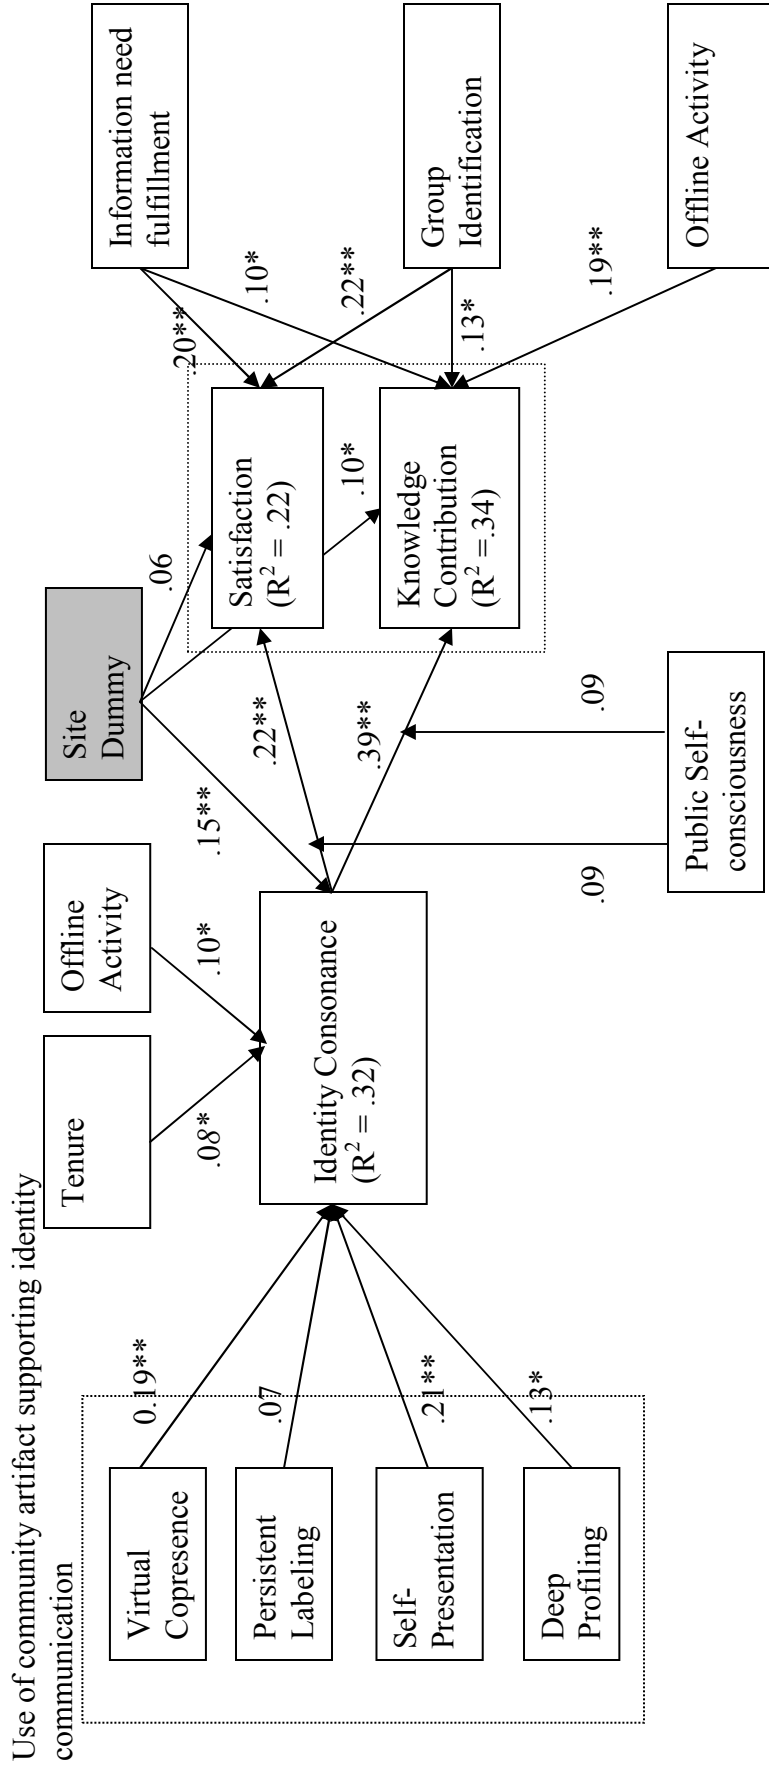 Use of community artifact supporting identity
communication
Virtual
Copresence
Persistent
Labeling
Self-
Presentation
Deep
Profiling
0.19**
.07
.21**
.13*
Tenure
Offline
Activity
.08*
.10*
Identity Consonance
(R² = .32)
Site
Dummy
.15**
.06
.10*
.22**
.39**
.09
.09
Public Self-
consciousness
Satisfaction
(R² = .22)
Knowledge
Contribution
(R² =.34)
.20**
.10*
.22**
.13*
.19**
Information need
fulfillment
Group
Identification
Offline Activity